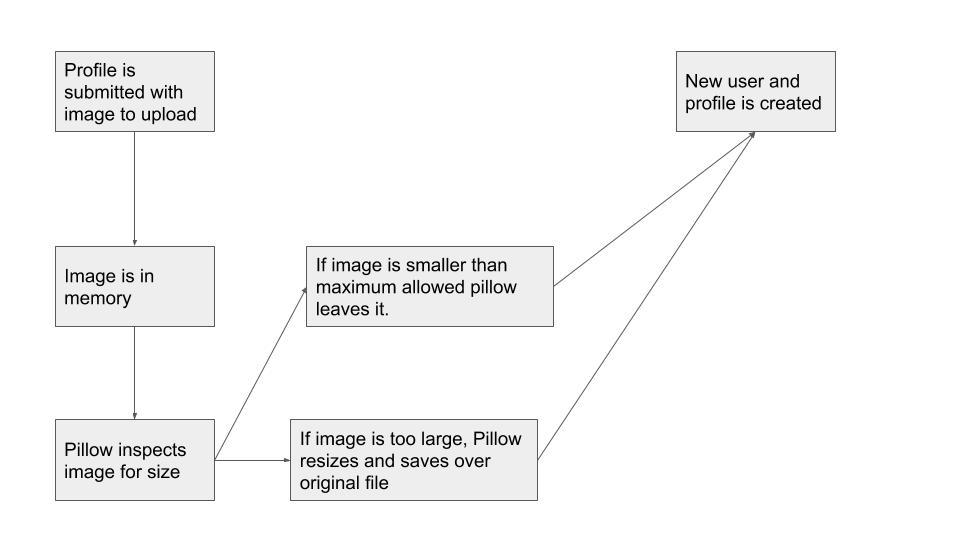 Profile is
submitted with
image to upload
New user and
profile is created
Image is in
memory
If image is smaller than
maximum allowed pillow
leaves it.
Pillow inspects
image for size
If image is too large, Pillow
resizes and saves over
original file